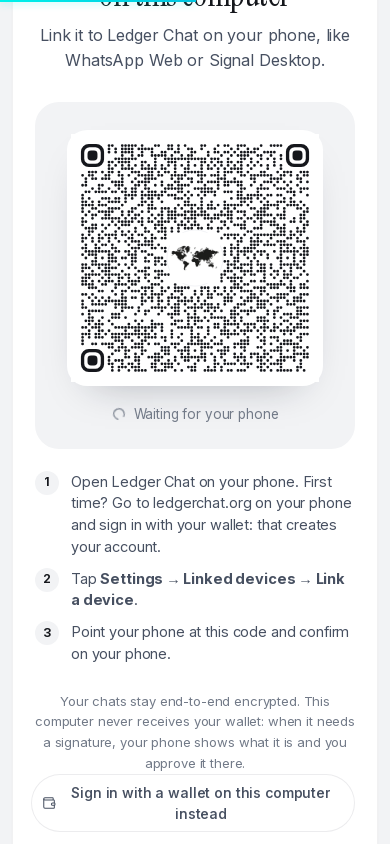 on this computer
Link it to Ledger Chat on your phone, like
WhatsApp Web or Signal Desktop.
Waiting for your phone
1
Open Ledger Chat on your phone. First
time? Go to ledgerchat.org on your phone
and sign in with your wallet: that creates
your account.
2
Tap Settings → Linked devices → Link
a device.
3
Point your phone at this code and confirm
on your phone.
Your chats stay end-to-end encrypted. This
computer never receives your wallet: when it needs
a signature, your phone shows what it is and you
approve it there.
Sign in with a wallet on this computer
instead